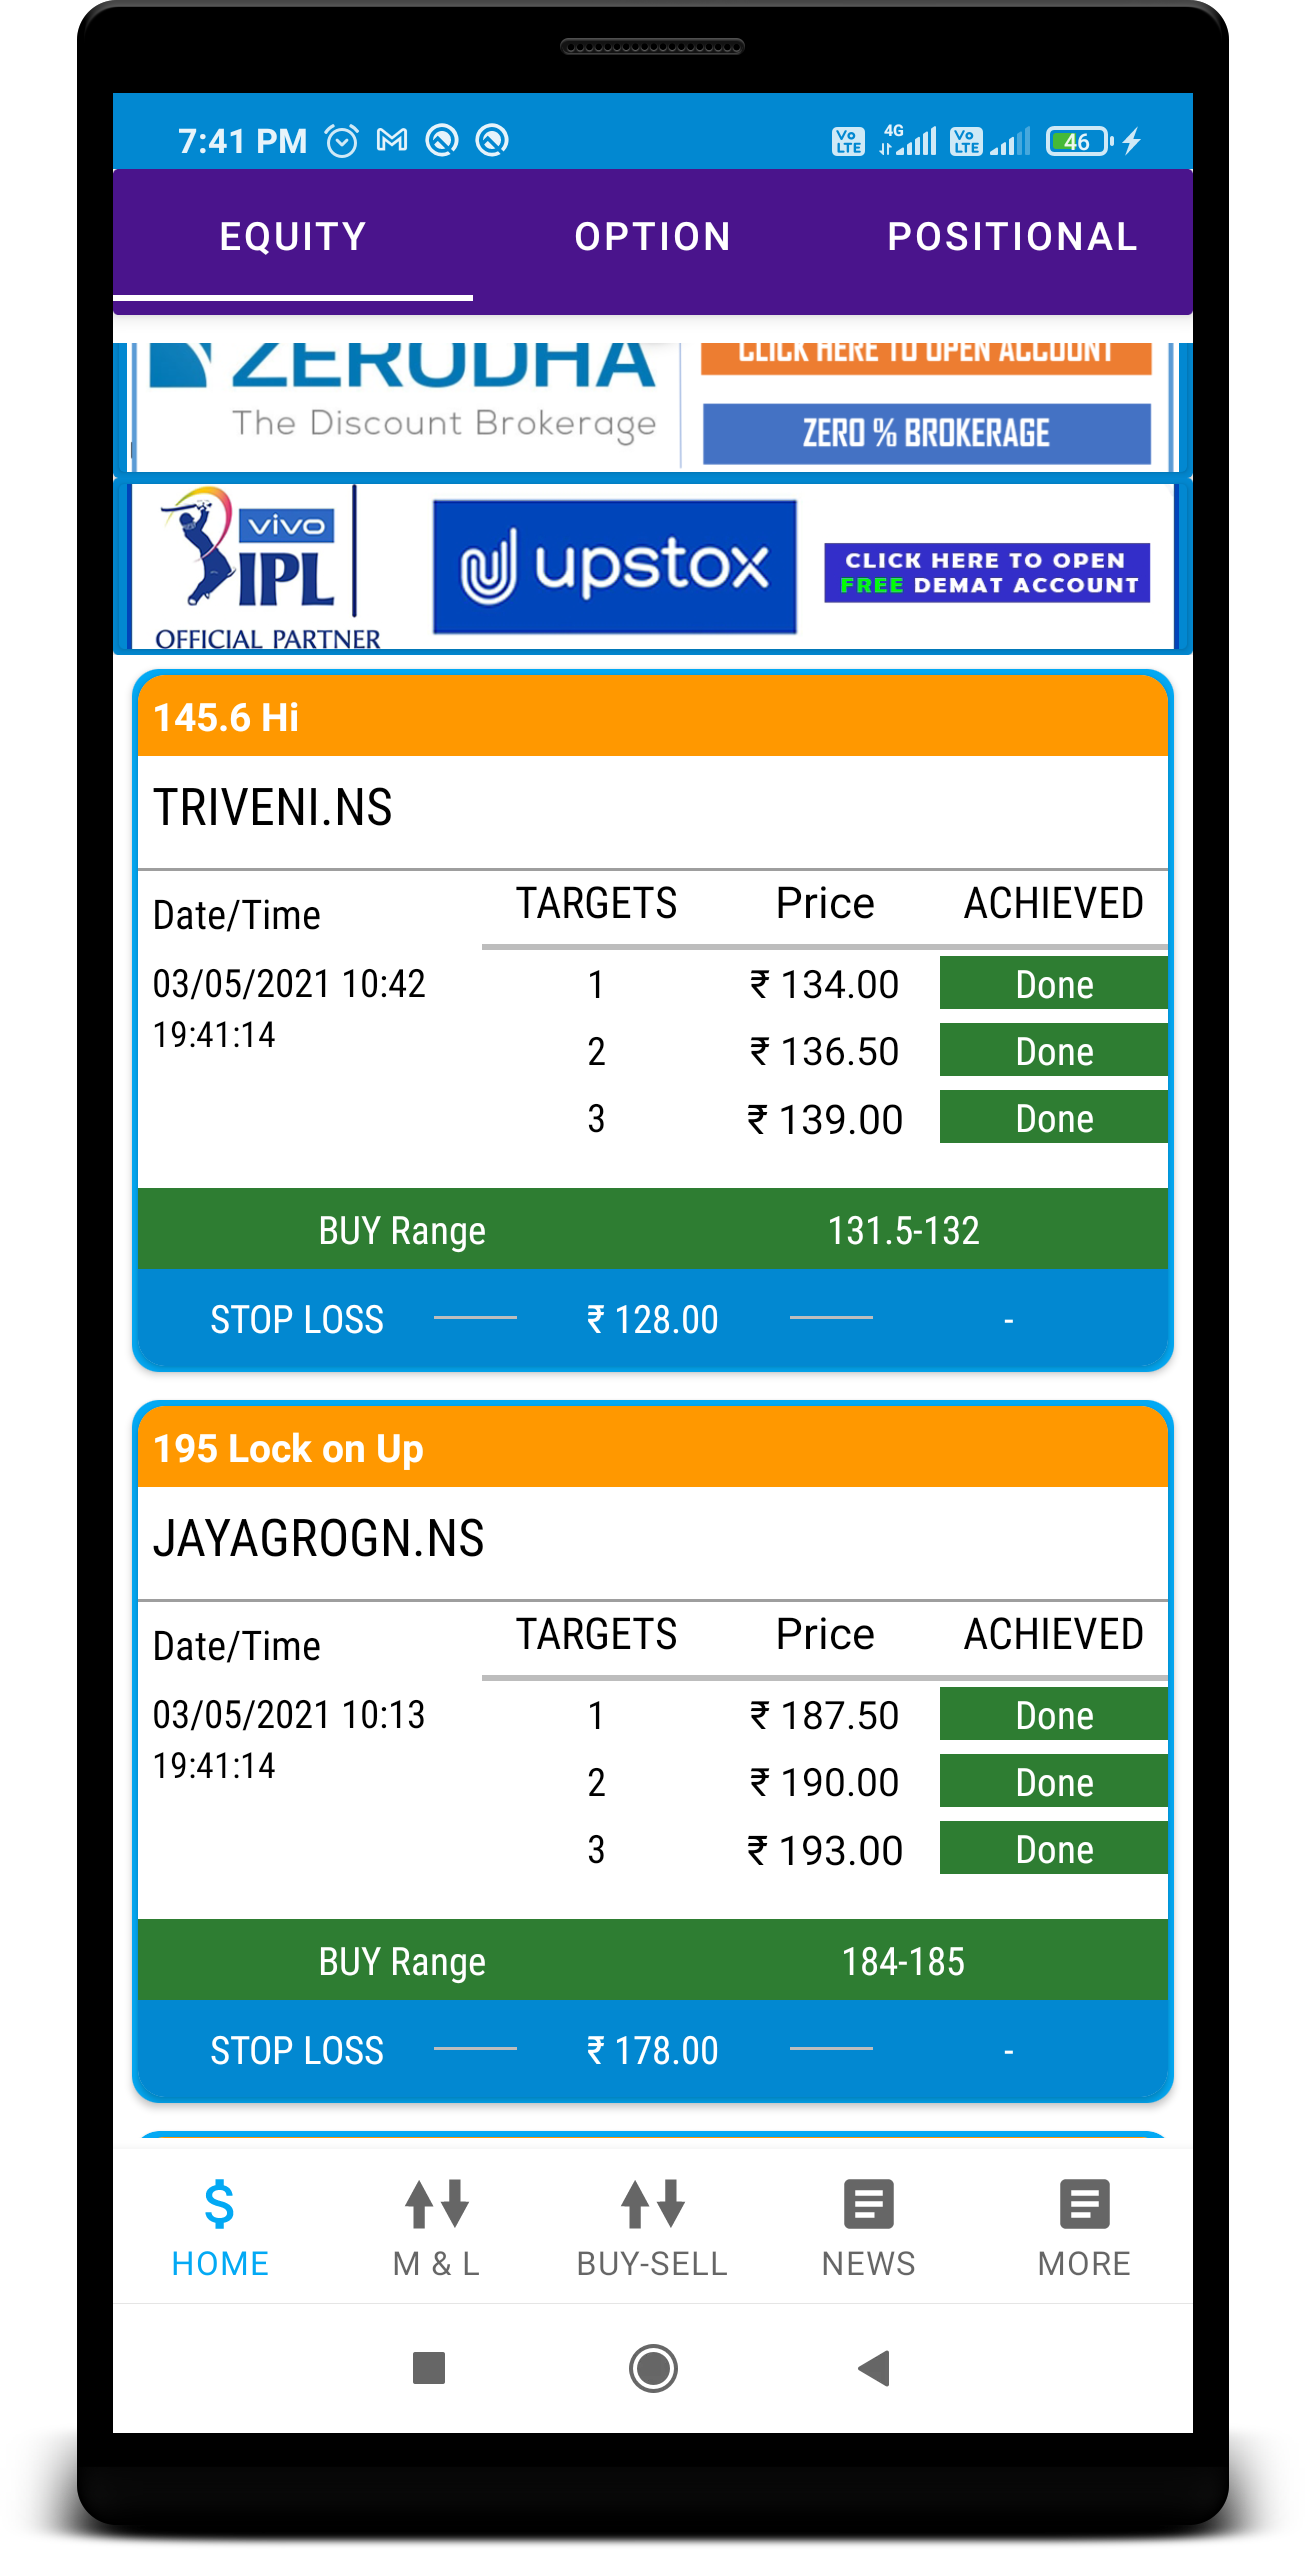 7:41 PM
Vo LTE 4G Vo LTE 46
EQUITY OPTION POSITIONAL
ZERODHA CLICK HERE TO OPEN ACCOUNT
The Discount Brokerage ZERO % BROKERAGE
vivo
IPL
OFFICIAL PARTNER
upstox
CLICK HERE TO OPEN
FREE DEMAT ACCOUNT
145.6 Hi
TRIVENI.NS
Date/Time TARGETS Price ACHIEVED
03/05/2021 10:42 1 ₹ 134.00 Done
19:41:14 2 ₹ 136.50 Done
3 ₹ 139.00 Done
BUY Range 131.5-132
STOP LOSS ₹ 128.00 -
195 Lock on Up
JAYAGROGN.NS
Date/Time TARGETS Price ACHIEVED
03/05/2021 10:13 1 ₹ 187.50 Done
19:41:14 2 ₹ 190.00 Done
3 ₹ 193.00 Done
BUY Range 184-185
STOP LOSS ₹ 178.00 -
HOME M & L BUY-SELL NEWS MORE